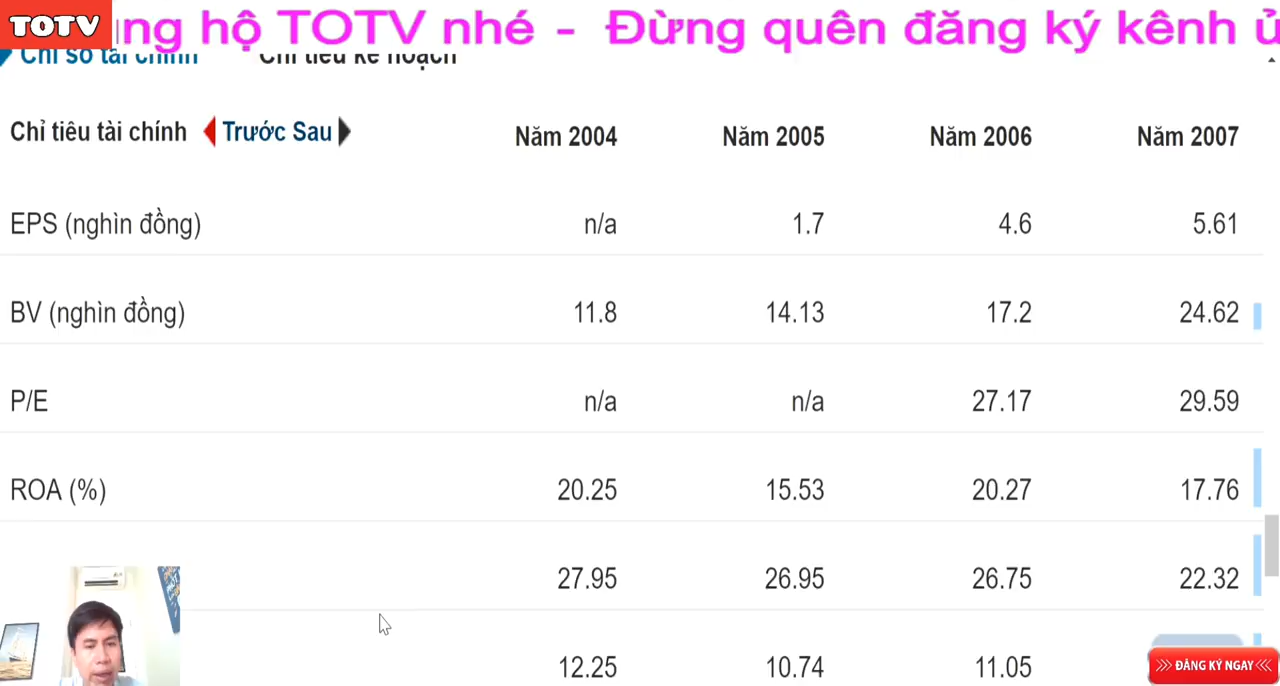 TOTV
ng hộ TOTV nhé - Đừng quên đăng ký kênh ủ
Chỉ số tài chính Chỉ tiêu kế hoạch
Chỉ tiêu tài chính Trước Sau Năm 2004 Năm 2005 Năm 2006 Năm 2007
EPS (nghìn đồng) n/a 1.7 4.6 5.61
BV (nghìn đồng) 11.8 14.13 17.2 24.62
P/E n/a n/a 27.17 29.59
ROA (%) 20.25 15.53 20.27 17.76
27.95 26.95 26.75 22.32
12.25 10.74 11.05
ĐĂNG KÝ NGAY